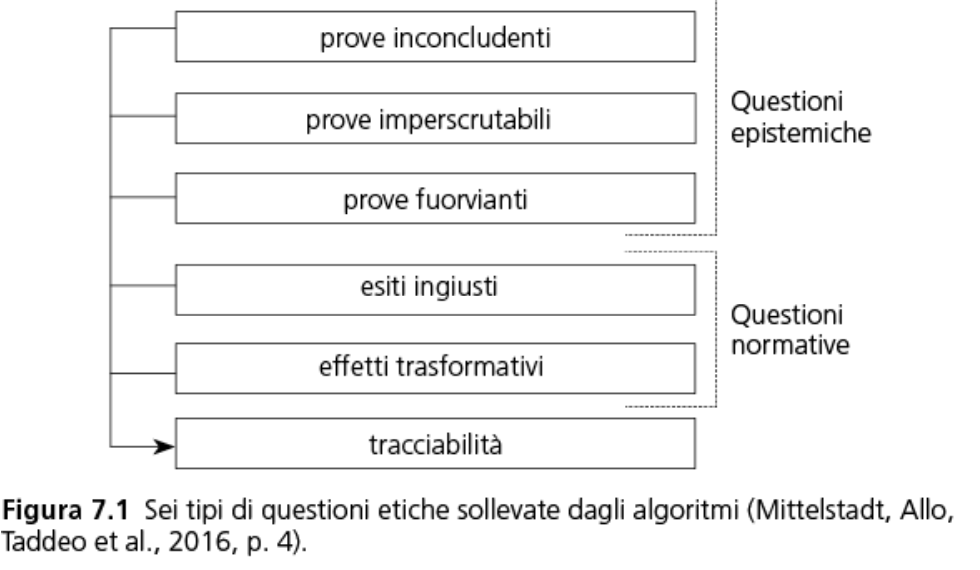 prove inconcludenti
prove imperscrutabili
prove fuorvianti
Questioni
epistemiche
esiti ingiusti
effetti trasformativi
Questioni
normative
tracciabilità
Figura 7.1 Sei tipi di questioni etiche sollevate dagli algoritmi (Mittelstadt, Allo,
Taddeo et al., 2016, p. 4).